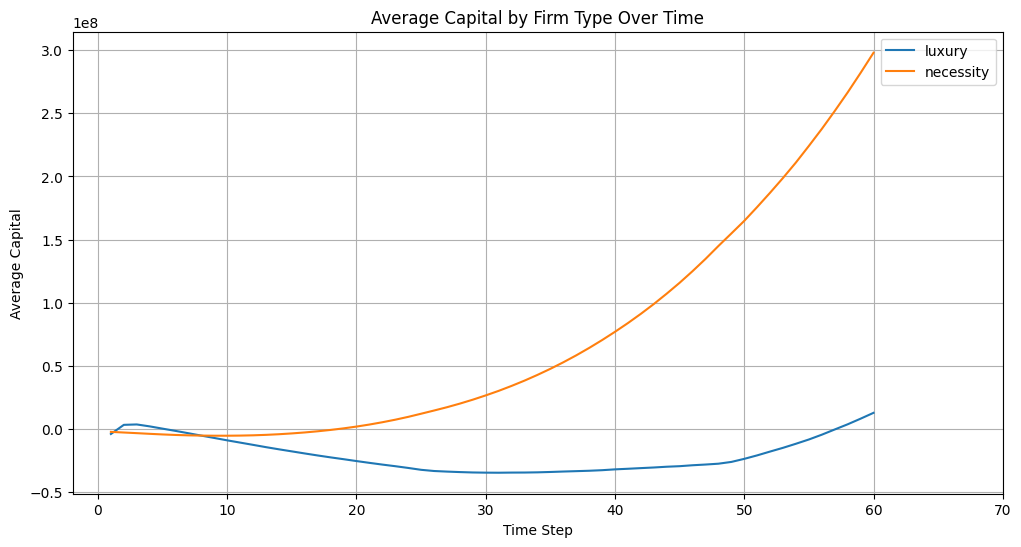 Average Capital by Firm Type Over Time
1e8
luxury
necessity
3.0
2.5
2.0
1.5
1.0
0.5
0.0
−0.5
Average Capital
0 10 20 30 40 50 60 70
Time Step